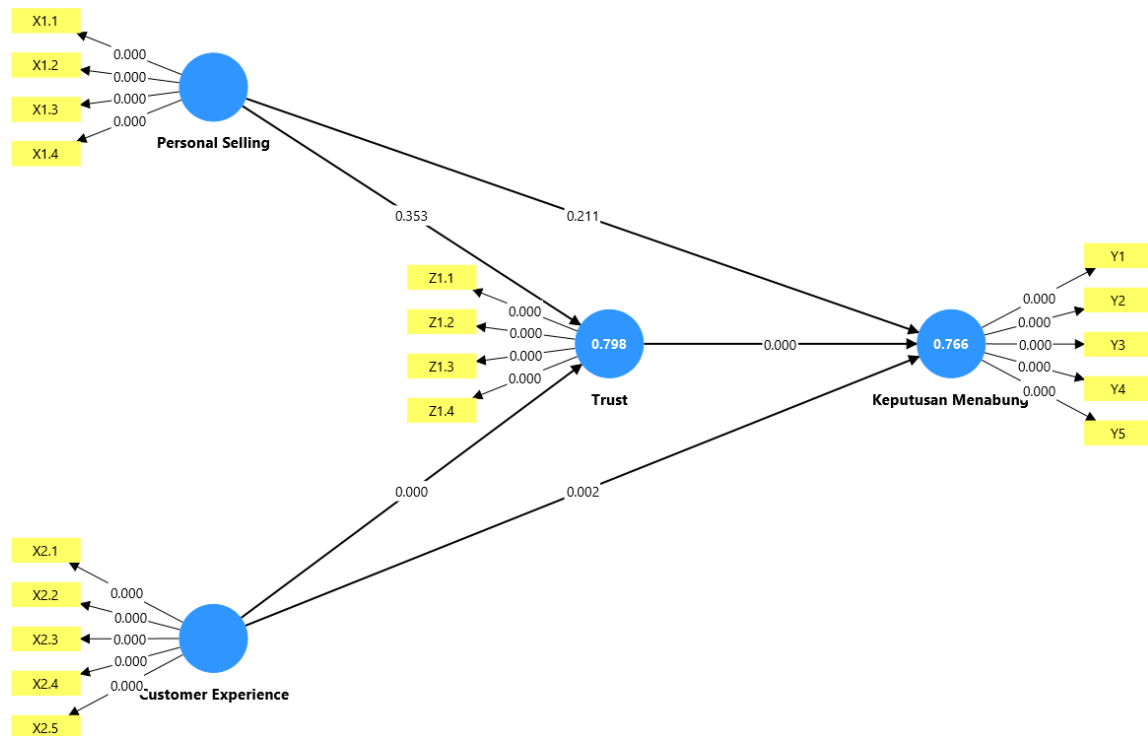 X1.1
0.000
X1.2
0.000
X1.3
0.000
X1.4
0.000
Personal Selling
0.353
0.211
Z1.1
0.000
Z1.2
0.000
Z1.3
0.000
Z1.4
0.000
0.798
Trust
0.000
0.766
Keputusan Menabung
Y1
0.000
Y2
0.000
Y3
0.000
Y4
0.000
Y5
0.000
0.000
0.002
X2.1
0.000
X2.2
0.000
X2.3
0.000
X2.4
0.000
X2.5
0.000
Customer Experience